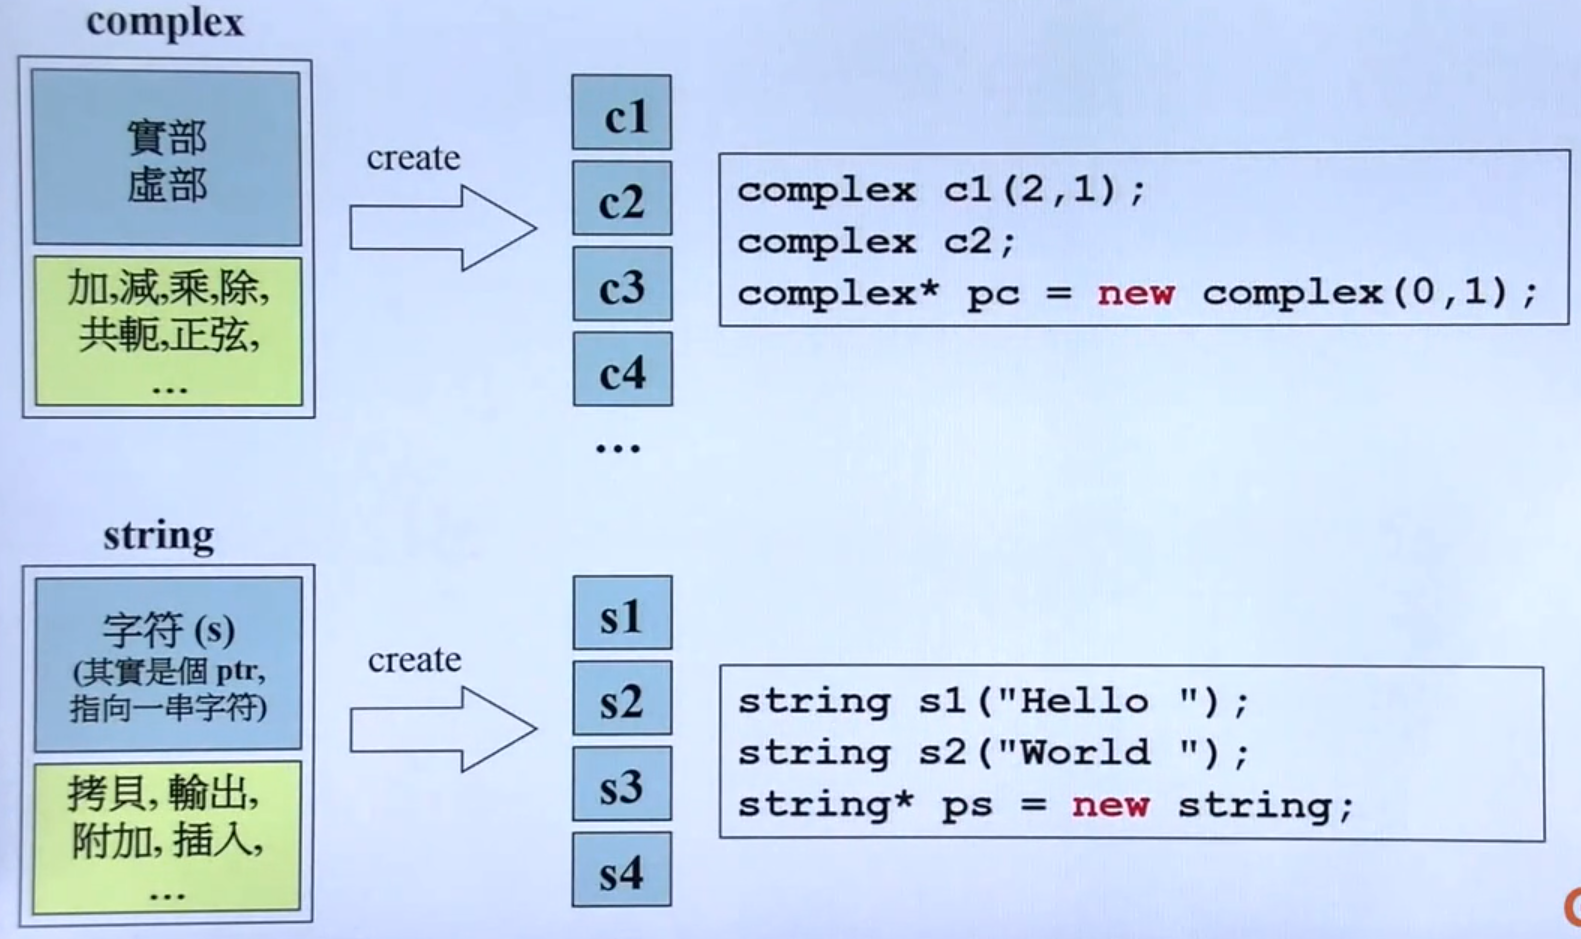 complex
實部
虛部
加,減,乘,除,
共軛,正弦,
...
create
c1
c2
c3
c4
...
complex c1(2,1);
complex c2;
complex* pc = new complex(0,1);
string
字符 (s)
(其實是個 ptr,
指向一串字符)
拷貝, 輸出,
附加, 插入,
...
create
s1
s2
s3
s4
string s1("Hello ");
string s2("World ");
string* ps = new string;